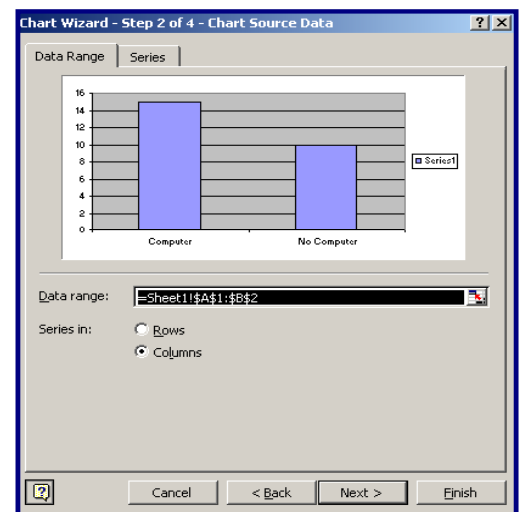 Chart Wizard - Step 2 of 4 - Chart Source Data
Data Range Series
16
14
12
10
8
6
4
2
0
Series1
Computer No Computer
Data range: =Sheet1!$A$1:$B$2
Series in: Rows
Columns
Cancel < Back Next > Finish